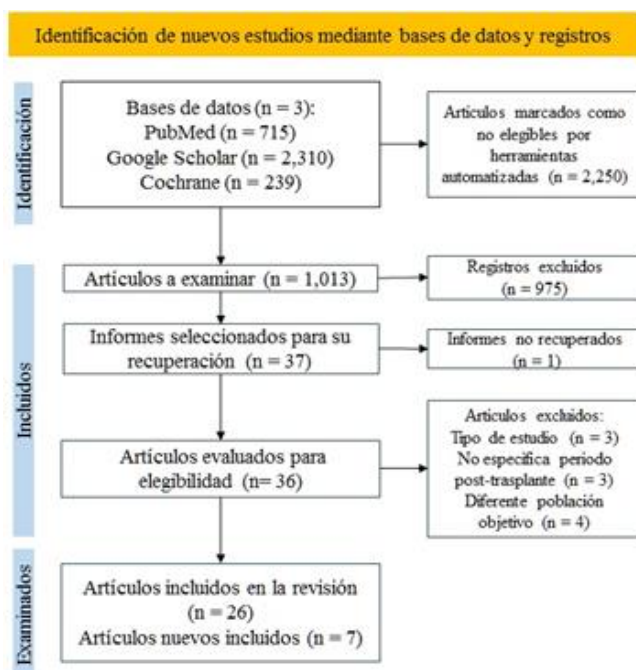 Identificación de nuevos estudios mediante bases de datos y registros
Identificación
Bases de datos (n = 3):
PubMed (n = 715)
Google Scholar (n = 2,310)
Cochrane (n = 239)
Artículos marcados como
no elegibles por
herramientas
automatizadas (n = 2,250)
Incluidos
Artículos a examinar (n = 1,013)
Registros excluidos
(n = 975)
Informes seleccionados para su
recuperación (n = 37)
Informes no recuperados
(n = 1)
Artículos evaluados para
elegibilidad (n= 36)
Artículos excluidos:
Tipo de estudio (n = 3)
No especifica periodo
post-trasplante (n = 3)
Diferente población
objetivo (n = 4)
Examinados
Artículos incluidos en la revisión
(n = 26)
Artículos nuevos incluidos (n = 7)